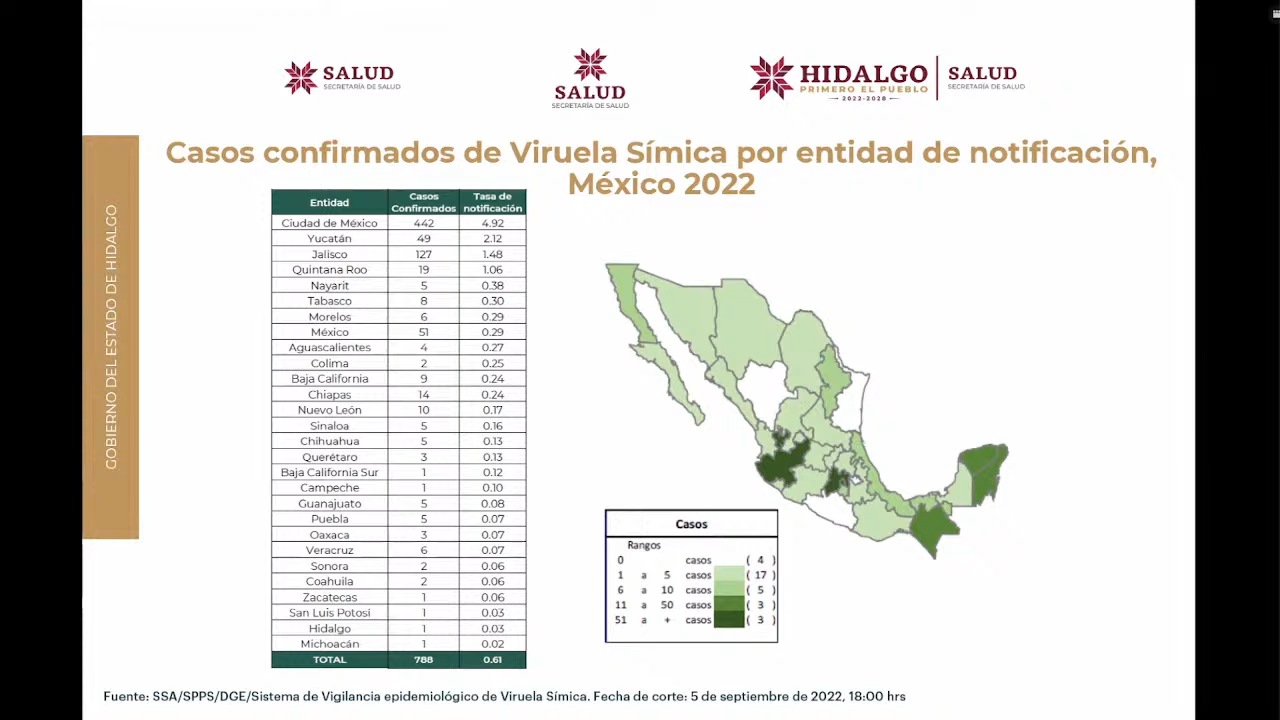 SALUD
SECRETARÍA DE SALUD
SALUD
SECRETARÍA DE SALUD
HIDALGO
PRIMERO EL PUEBLO
2022-2028
SALUD
SECRETARÍA DE SALUD
GOBIERNO DEL ESTADO DE HIDALGO
Casos confirmados de Viruela Símica por entidad de notificación,
México 2022
Entidad Casos Confirmados Tasa de notificación
Ciudad de México 442 4.92
Yucatán 49 2.12
Jalisco 127 1.48
Quintana Roo 19 1.06
Nayarit 5 0.38
Tabasco 8 0.30
Morelos 6 0.29
México 51 0.29
Aguascalientes 4 0.27
Colima 2 0.25
Baja California 9 0.24
Chiapas 14 0.24
Nuevo León 10 0.17
Sinaloa 5 0.16
Chihuahua 5 0.13
Querétaro 3 0.13
Baja California Sur 1 0.12
Campeche 1 0.10
Guanajuato 5 0.08
Puebla 5 0.07
Oaxaca 3 0.07
Veracruz 6 0.07
Sonora 2 0.06
Coahuila 2 0.06
Zacatecas 1 0.06
San Luis Potosí 1 0.03
Hidalgo 1 0.03
Michoacán 1 0.02
TOTAL 788 0.61
Casos
Rangos
0 casos ( 4 )
1 a 5 casos ( 17 )
6 a 10 casos ( 5 )
11 a 50 casos ( 3 )
51 a + casos ( 3 )
Fuente: SSA/SPPS/DGE/Sistema de Vigilancia epidemiológico de Viruela Símica. Fecha de corte: 5 de septiembre de 2022, 18:00 hrs